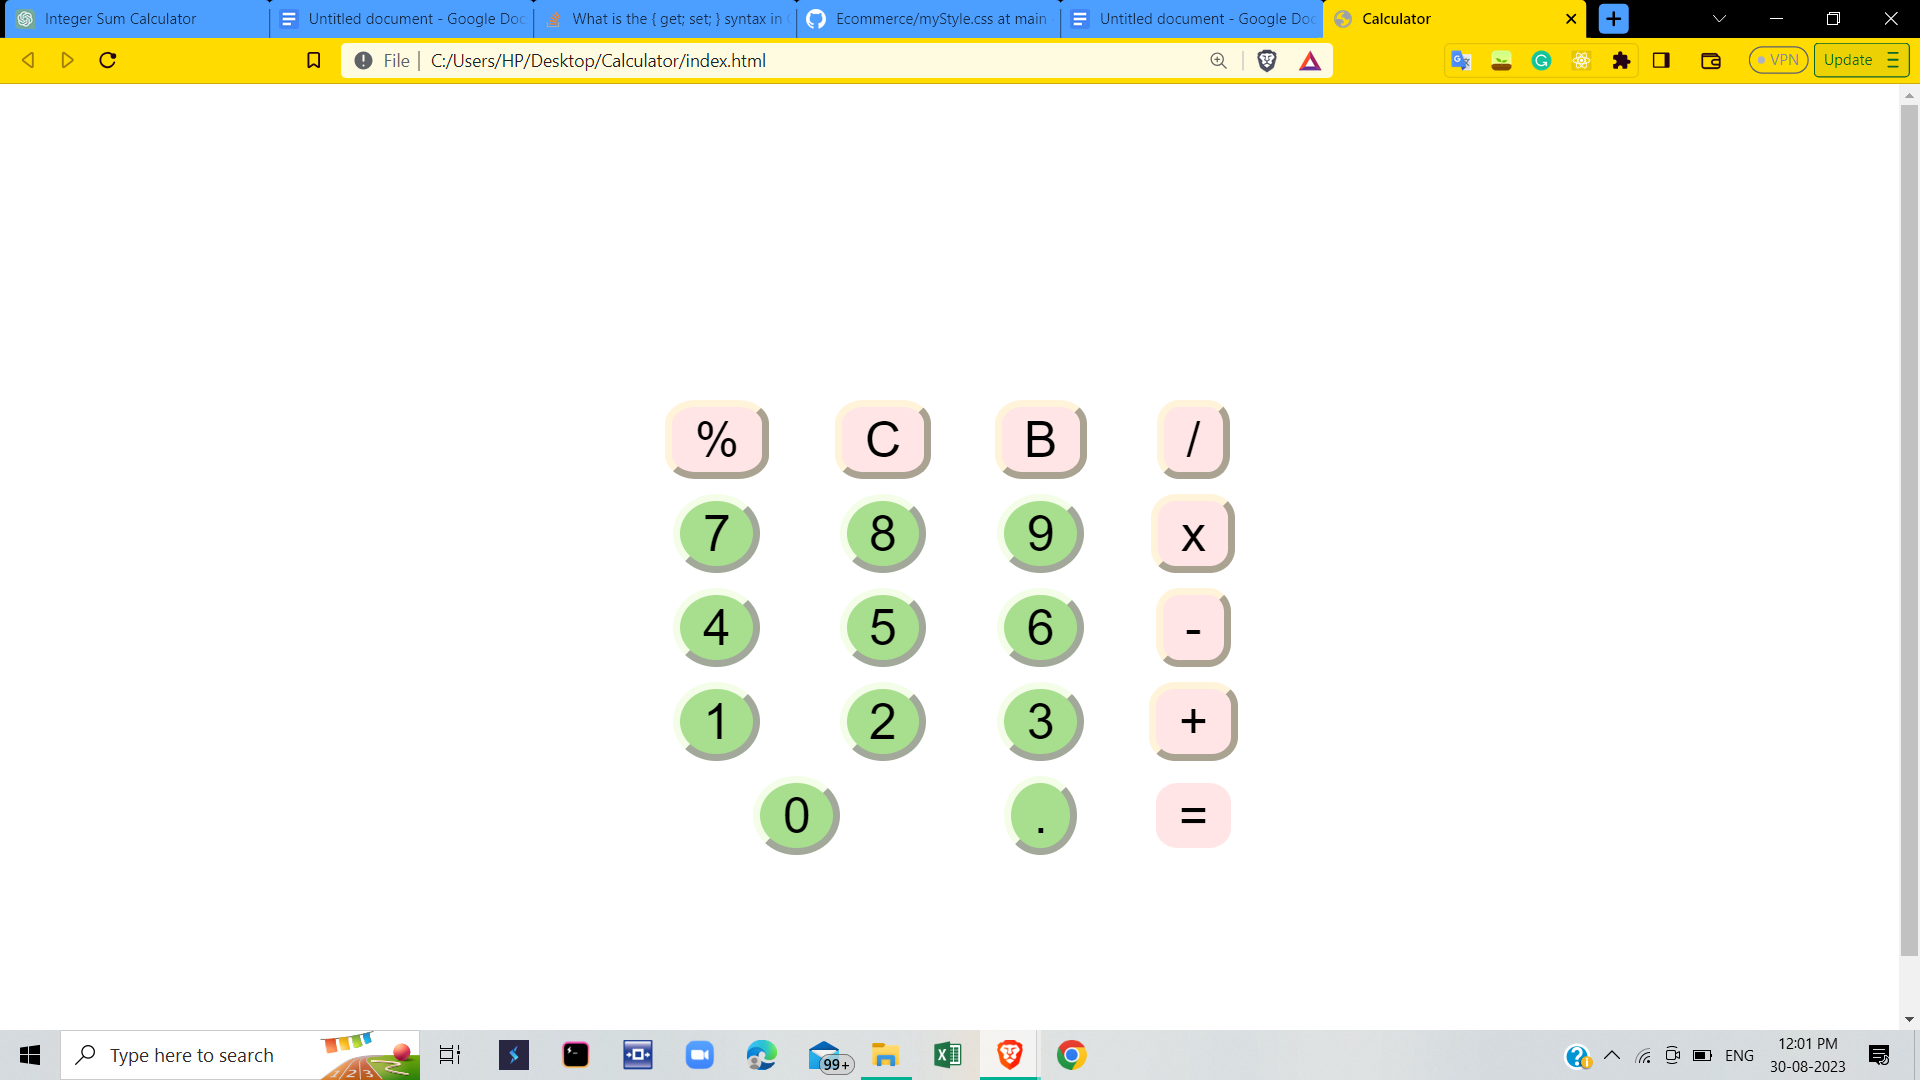 Integer Sum Calculator
Untitled document - Google Doc
What is the { get; set; } syntax in C
Ecommerce/myStyle.css at main ·
Untitled document - Google Doc
Calculator
File | C:/Users/HP/Desktop/Calculator/index.html
VPN
Update
% C B /
7 8 9 x
4 5 6 -
1 2 3 +
0 . =
Type here to search
99+
ENG
12:01 PM
30-08-2023